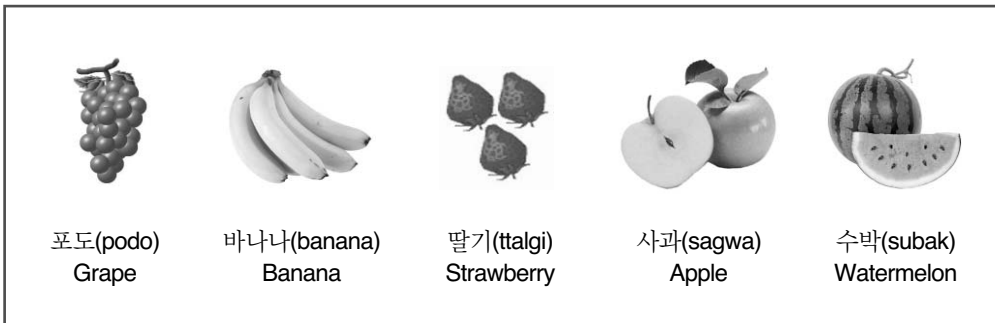 포도(podo) 바나나(banana) 딸기(ttalgi) 사과(sagwa) 수박(subak)
Grape Banana Strawberry Apple Watermelon